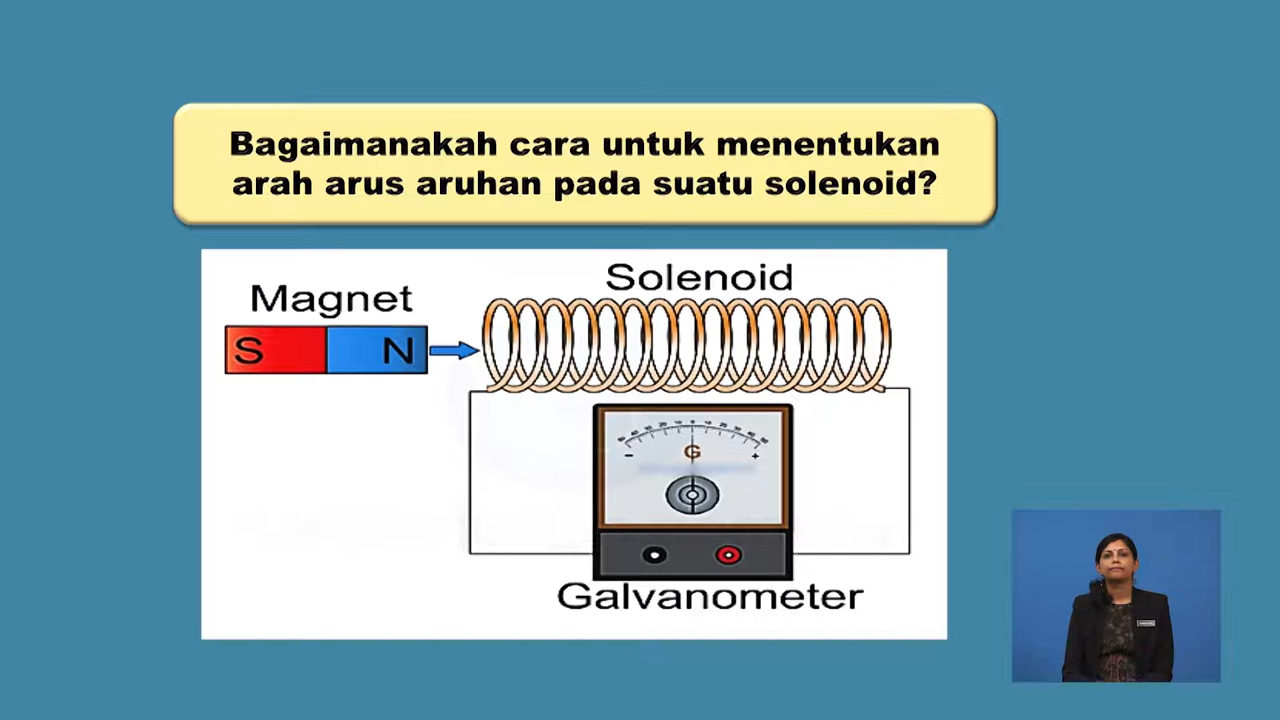 Bagaimanakah cara untuk menentukan
arah arus aruhan pada suatu solenoid?
Solenoid
Magnet
S N
G
- +
Galvanometer